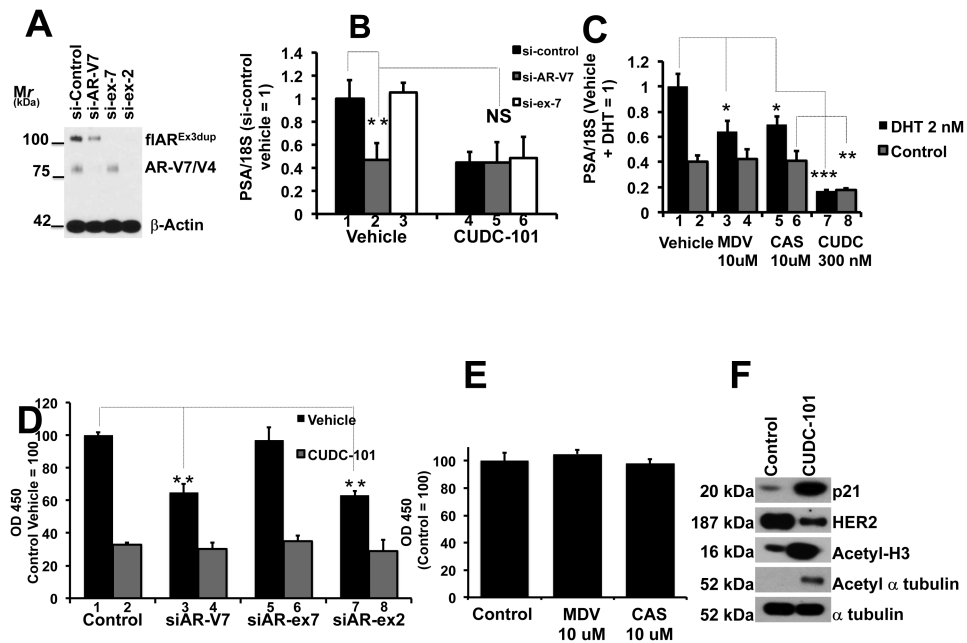 A
si-Control
si-AR-V7
si-ex-7
si-ex-2
Mr
(kDa)
100
flAR^Ex3dup
75
AR-V7/V4
42
β-Actin
B
PSA/18S (si-control
vehicle = 1)
1.4
1.2
1
0.8
0.6
0.4
0.2
0
si-control
si-AR-V7
si-ex-7
**
NS
1 2 3 4 5 6
Vehicle CUDC-101
C
PSA/18S (Vehicle
+ DHT = 1)
1.2
1
0.8
0.6
0.4
0.2
0
DHT 2 nM
Control
*
*
***
**
1 2 3 4 5 6 7 8
Vehicle MDV CAS CUDC
10uM 10uM 300 nM
D
OD 450
Control Vehicle = 100
120
100
80
60
40
20
0
Vehicle
CUDC-101
**
**
1 2 3 4 5 6 7 8
Control siAR-V7 siAR-ex7 siAR-ex2
E
OD 450
(Control = 100)
120
100
80
60
40
20
0
Control MDV CAS
10 uM 10 uM
F
Control
CUDC-101
20 kDa p21
187 kDa HER2
16 kDa Acetyl-H3
52 kDa Acetyl α tubulin
52 kDa α tubulin